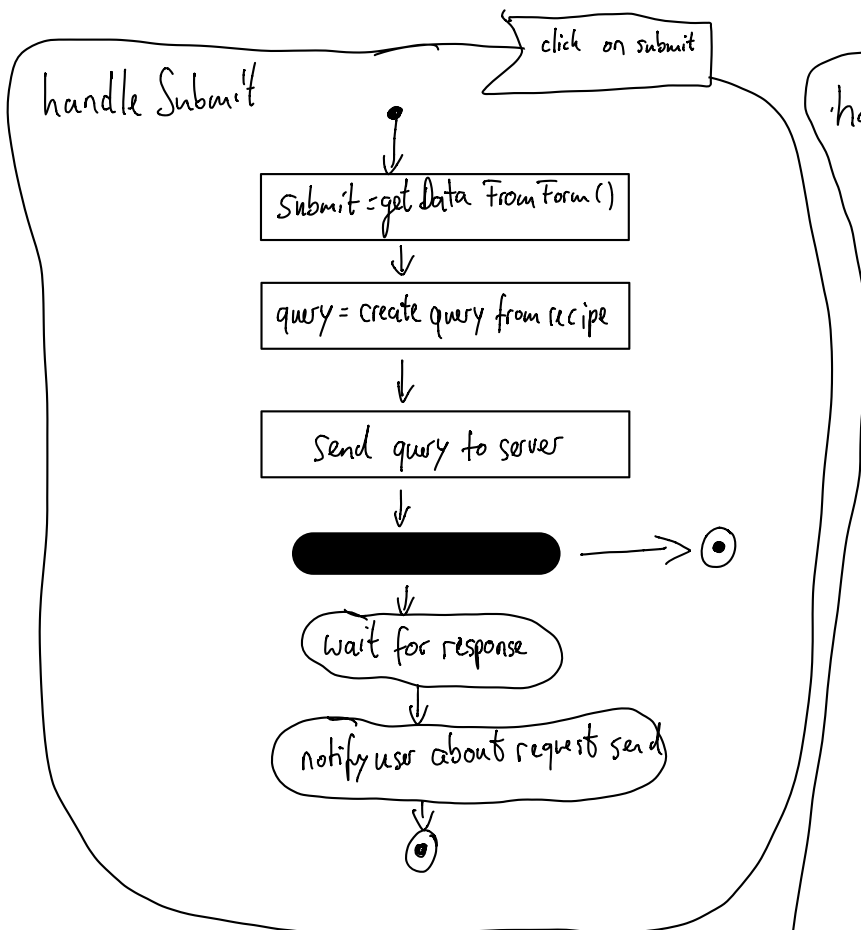 click on submit
handle Submit
submit = get Data From Form ()
query = create query from recipe
send query to server
wait for response
notify user about request send